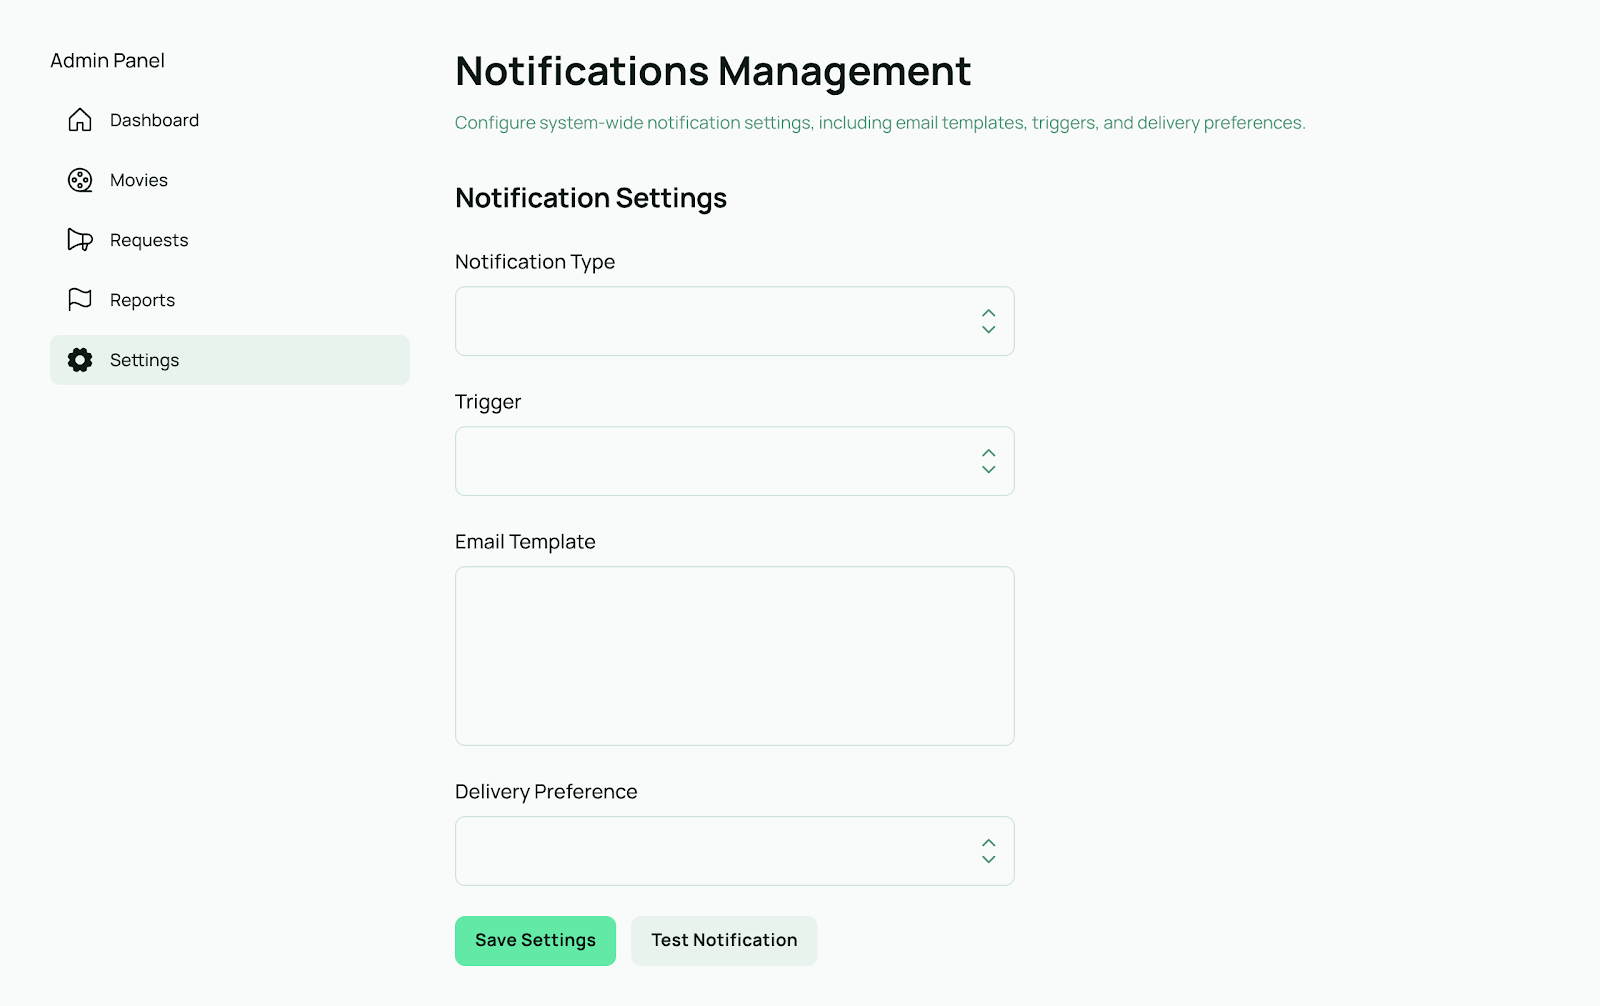 Admin Panel
Dashboard
Movies
Requests
Reports
Settings
Notifications Management
Configure system-wide notification settings, including email templates, triggers, and delivery preferences.
Notification Settings
Notification Type
Trigger
Email Template
Delivery Preference
Save Settings
Test Notification